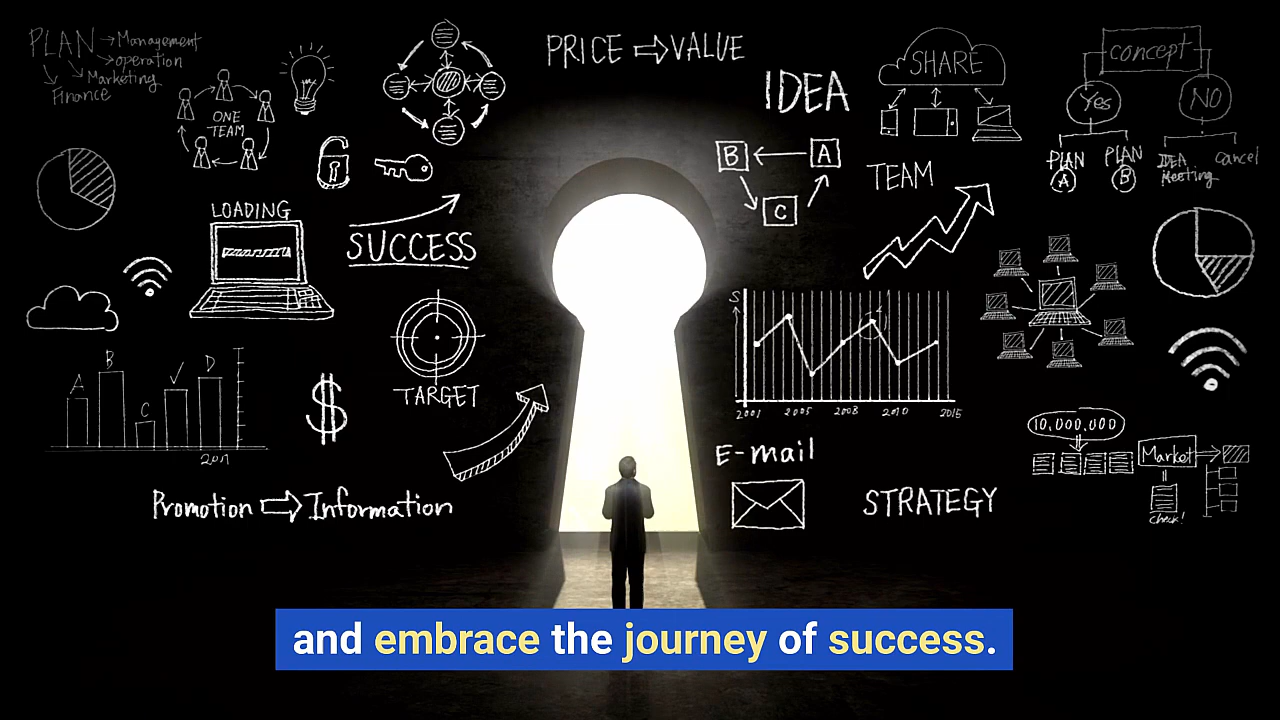 PLAN → Management
operation
Marketing
Finance
ONE
TEAM
LOADING
SUCCESS
A
B
C
D
2011
$
TARGET
Promotion ⇨ Information
PRICE ⇨ VALUE
IDEA
B
A
C
SHARE
TEAM
concept
Yes
NO
PLAN
A
PLAN
B
IDEA
Meeting
Cancel
S
2001
2005
2008
2010
2015
E-mail
STRATEGY
10,000,000
Market
check!
and embrace the journey of success.